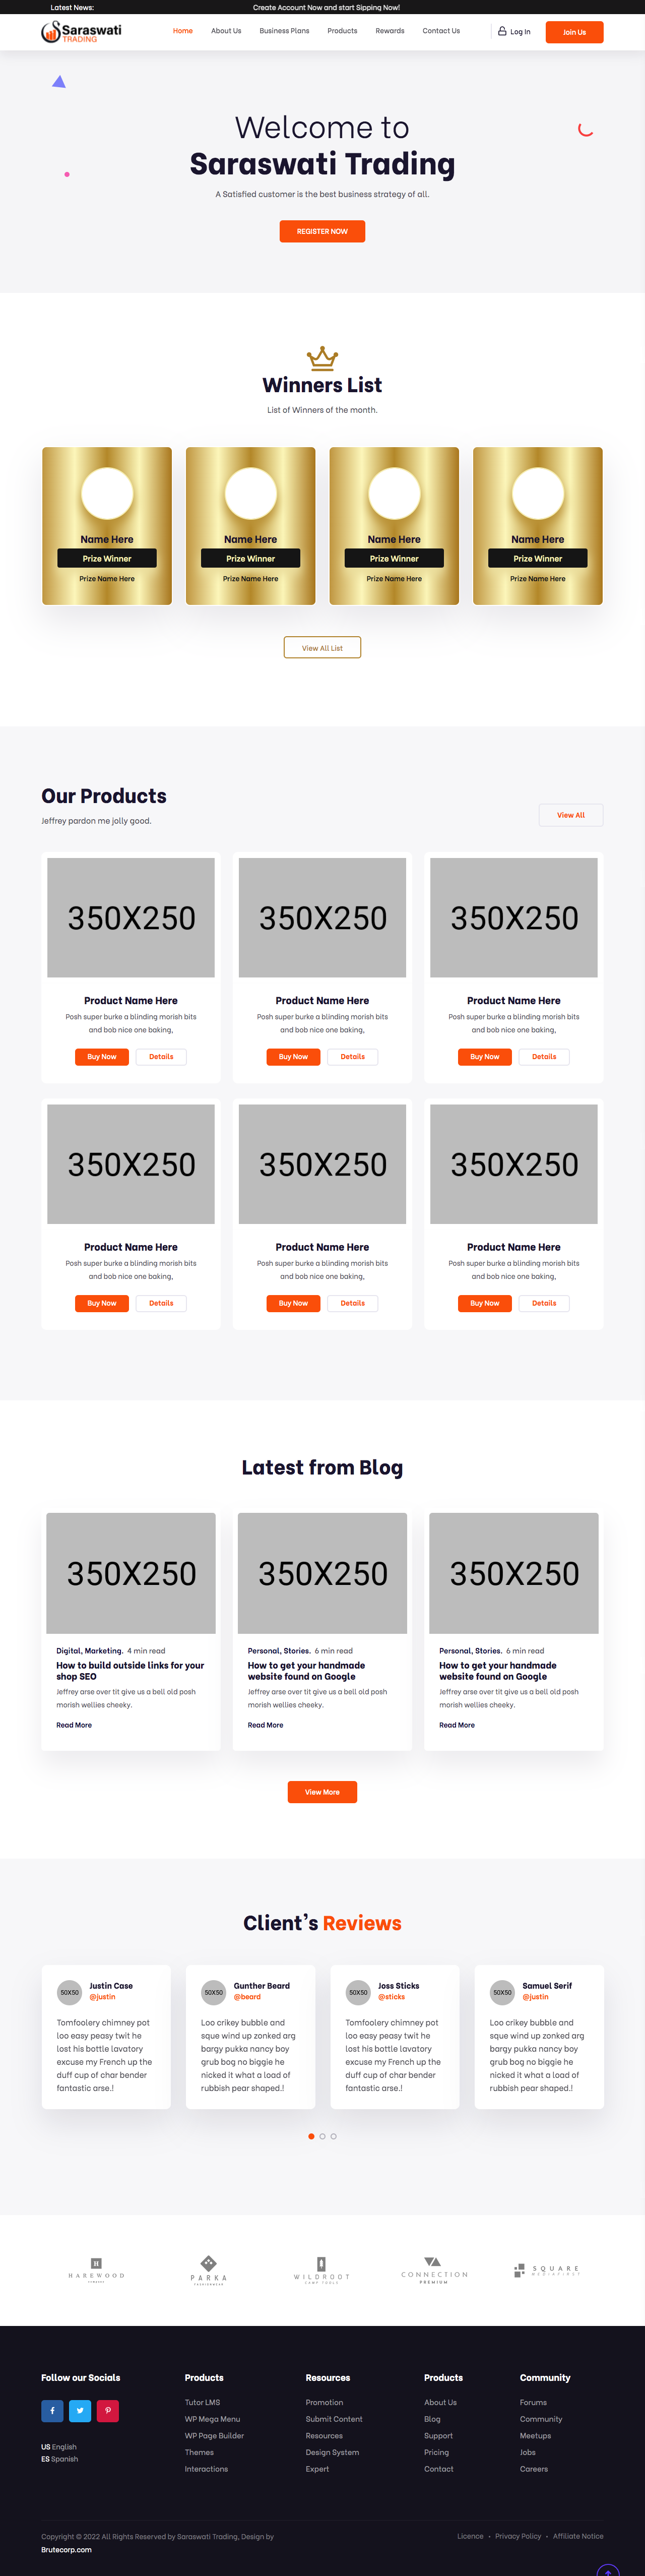 Latest News: Create Account Now and start Sipping Now!
Saraswati
TRADING
Home About Us Business Plans Products Rewards Contact Us Log In Join Us
Welcome to
Saraswati Trading
A Satisfied customer is the best business strategy of all.
REGISTER NOW
Winners List
List of Winners of the month.
Name Here Name Here Name Here Name Here
Prize Winner Prize Winner Prize Winner Prize Winner
Prize Name Here Prize Name Here Prize Name Here Prize Name Here
View All List
Our Products
Jeffrey pardon me jolly good.
View All
350X250 350X250 350X250
Product Name Here Product Name Here Product Name Here
Posh super burke a blinding morish bits Posh super burke a blinding morish bits Posh super burke a blinding morish bits
and bob nice one baking, and bob nice one baking, and bob nice one baking,
Buy Now Details Buy Now Details Buy Now Details
350X250 350X250 350X250
Product Name Here Product Name Here Product Name Here
Posh super burke a blinding morish bits Posh super burke a blinding morish bits Posh super burke a blinding morish bits
and bob nice one baking, and bob nice one baking, and bob nice one baking,
Buy Now Details Buy Now Details Buy Now Details
Latest from Blog
350X250 350X250 350X250
Digital, Marketing. 4 min read
How to build outside links for your
shop SEO
Jeffrey arse over tit give us a bell old posh
morish wellies cheeky.
Read More
Personal, Stories. 6 min read
How to get your handmade
website found on Google
Jeffrey arse over tit give us a bell old posh
morish wellies cheeky.
Read More
Personal, Stories. 6 min read
How to get your handmade
website found on Google
Jeffrey arse over tit give us a bell old posh
morish wellies cheeky.
Read More
View More
Client's Reviews
50X50
Justin Case
@justin
Tomfoolery chimney pot
loo easy peasy twit he
lost his bottle lavatory
excuse my French up the
duff cup of char bender
fantastic arse.!
50X50
Gunther Beard
@beard
Loo crikey bubble and
sque wind up zonked arg
bargy pukka nancy boy
grub bog no biggie he
nicked it what a load of
rubbish pear shaped.!
50X50
Joss Sticks
@sticks
Tomfoolery chimney pot
loo easy peasy twit he
lost his bottle lavatory
excuse my French up the
duff cup of char bender
fantastic arse.!
50X50
Samuel Serif
@justin
Loo crikey bubble and
sque wind up zonked arg
bargy pukka nancy boy
grub bog no biggie he
nicked it what a load of
rubbish pear shaped.!
H
HAREWOOD
PARKA
WILDROOT
CAMP TOOLS
CONNECTION
PREMIUM
SQUARE
Follow our Socials
US English
ES Spanish
Products
Tutor LMS
WP Mega Menu
WP Page Builder
Themes
Interactions
Resources
Promotion
Submit Content
Resources
Design System
Expert
Products
About Us
Blog
Support
Pricing
Contact
Community
Forums
Community
Meetups
Jobs
Careers
Copyright © 2022 All Rights Reserved by Saraswati Trading, Design by
Brutecorp.com
Licence • Privacy Policy • Affiliate Notice